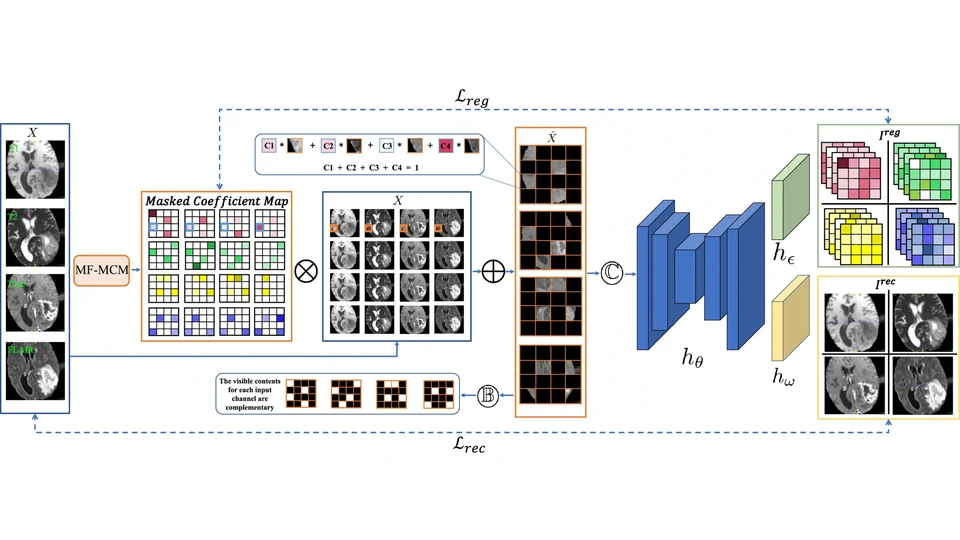 ℒ_reg
X
T1
T2
FLAIR
MF-MCM
Masked Coefficient Map
C1 * + C2 * + C3 * + C4 *
C1 + C2 + C3 + C4 = 1
X
X̂
The visible contents
for each input
channel are
complementary
𝔹
ℂ
h_θ
h_ϵ
h_ω
I^reg
I^rec
ℒ_rec